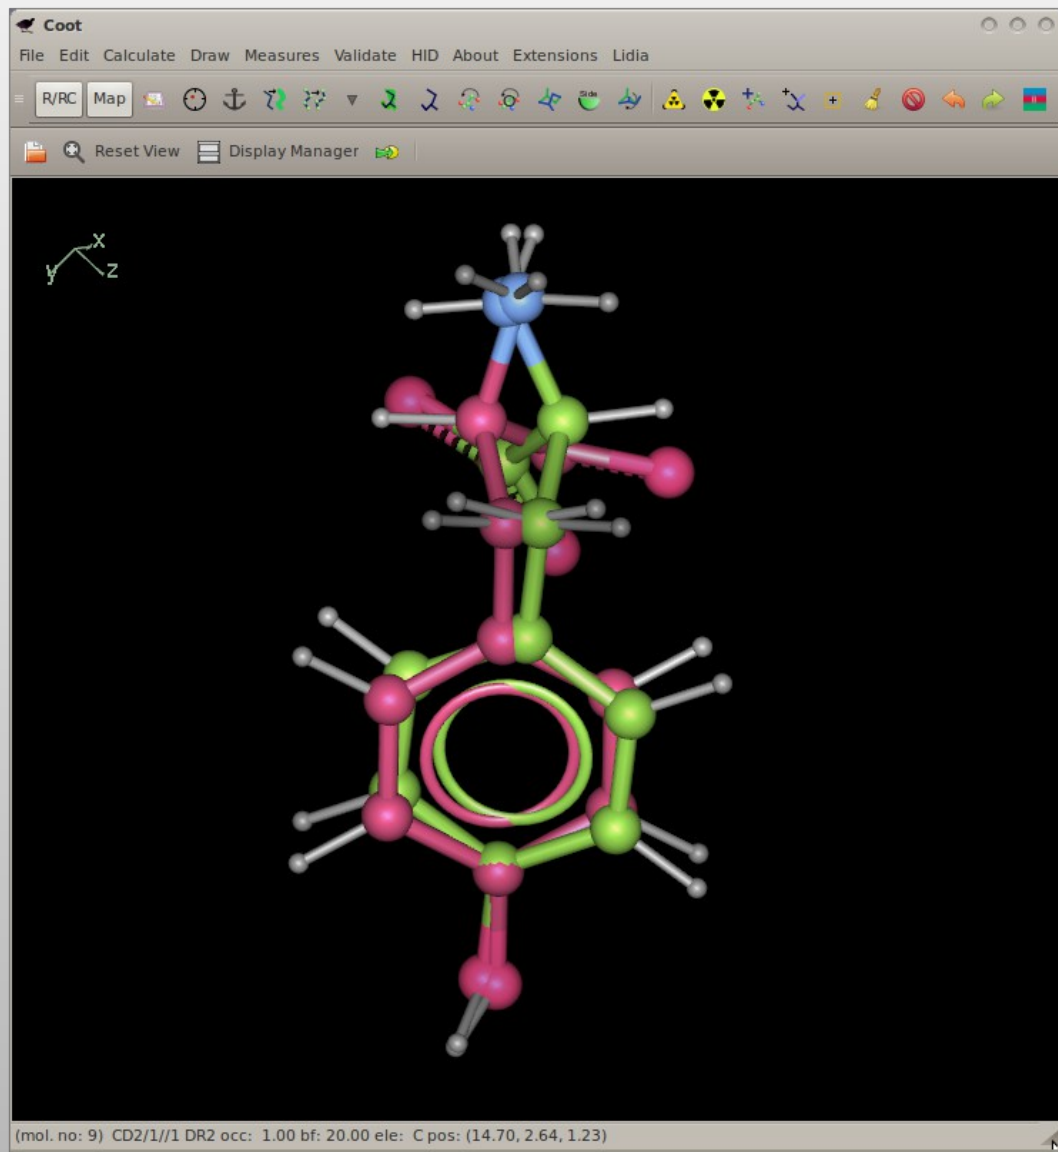 Coot
File Edit Calculate Draw Measures Validate HID About Extensions Lidia
R/RC Map Side
Reset View Display Manager
x
y z
(mol. no: 9) CD2/1//1 DR2 occ: 1.00 bf: 20.00 ele: C pos: (14.70, 2.64, 1.23)